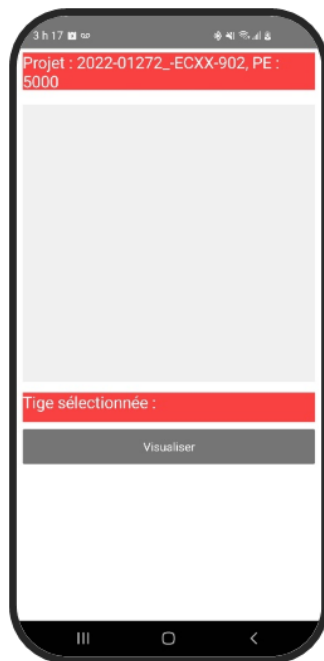 3 h 17
Projet : 2022-01272_-ECXX-902, PE :
5000
Tige sélectionnée :
Visualiser